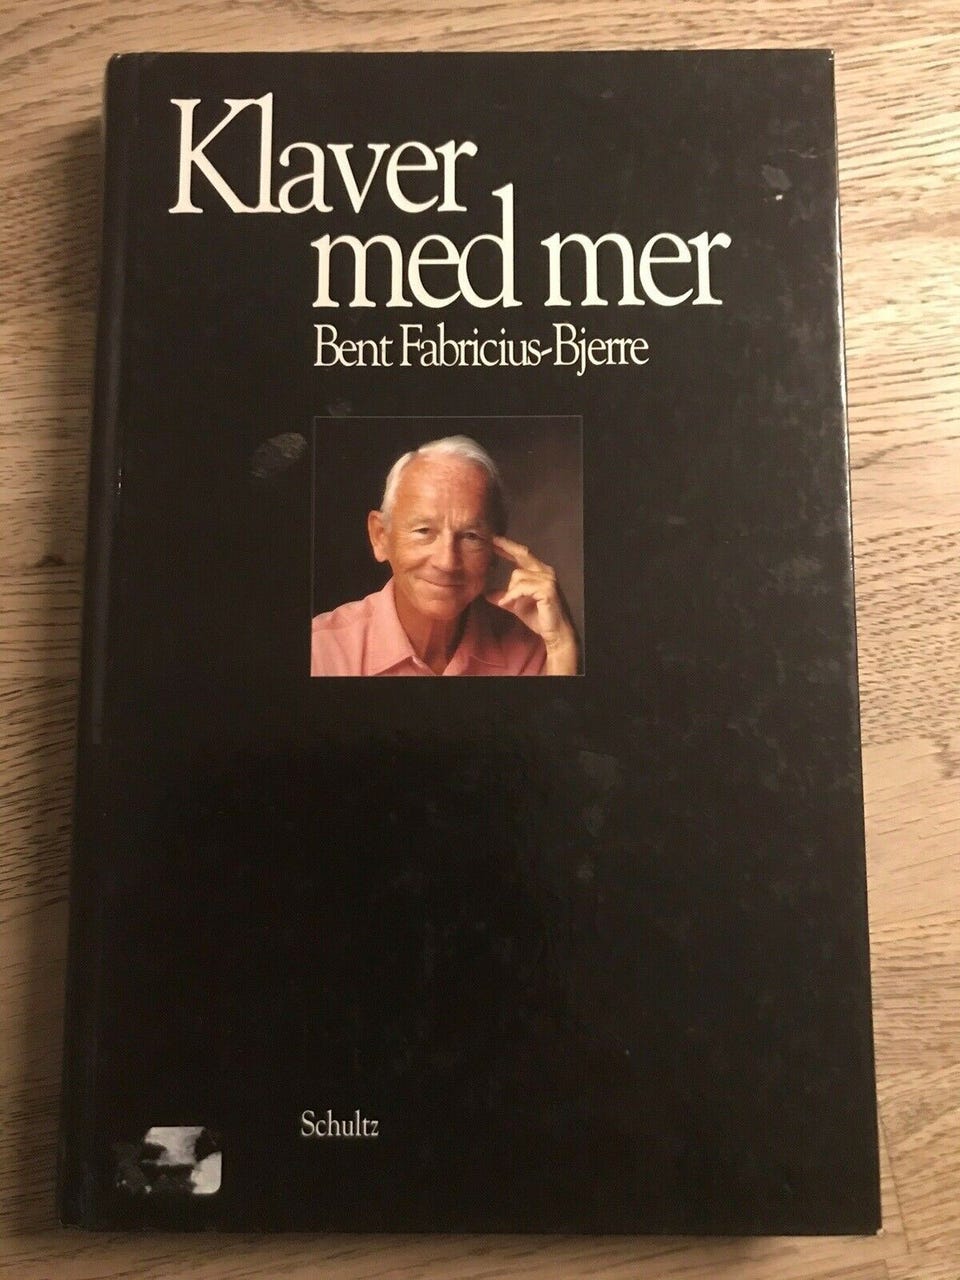 Klaver
med mer
Bent Fabricius-Bjerre
Schultz